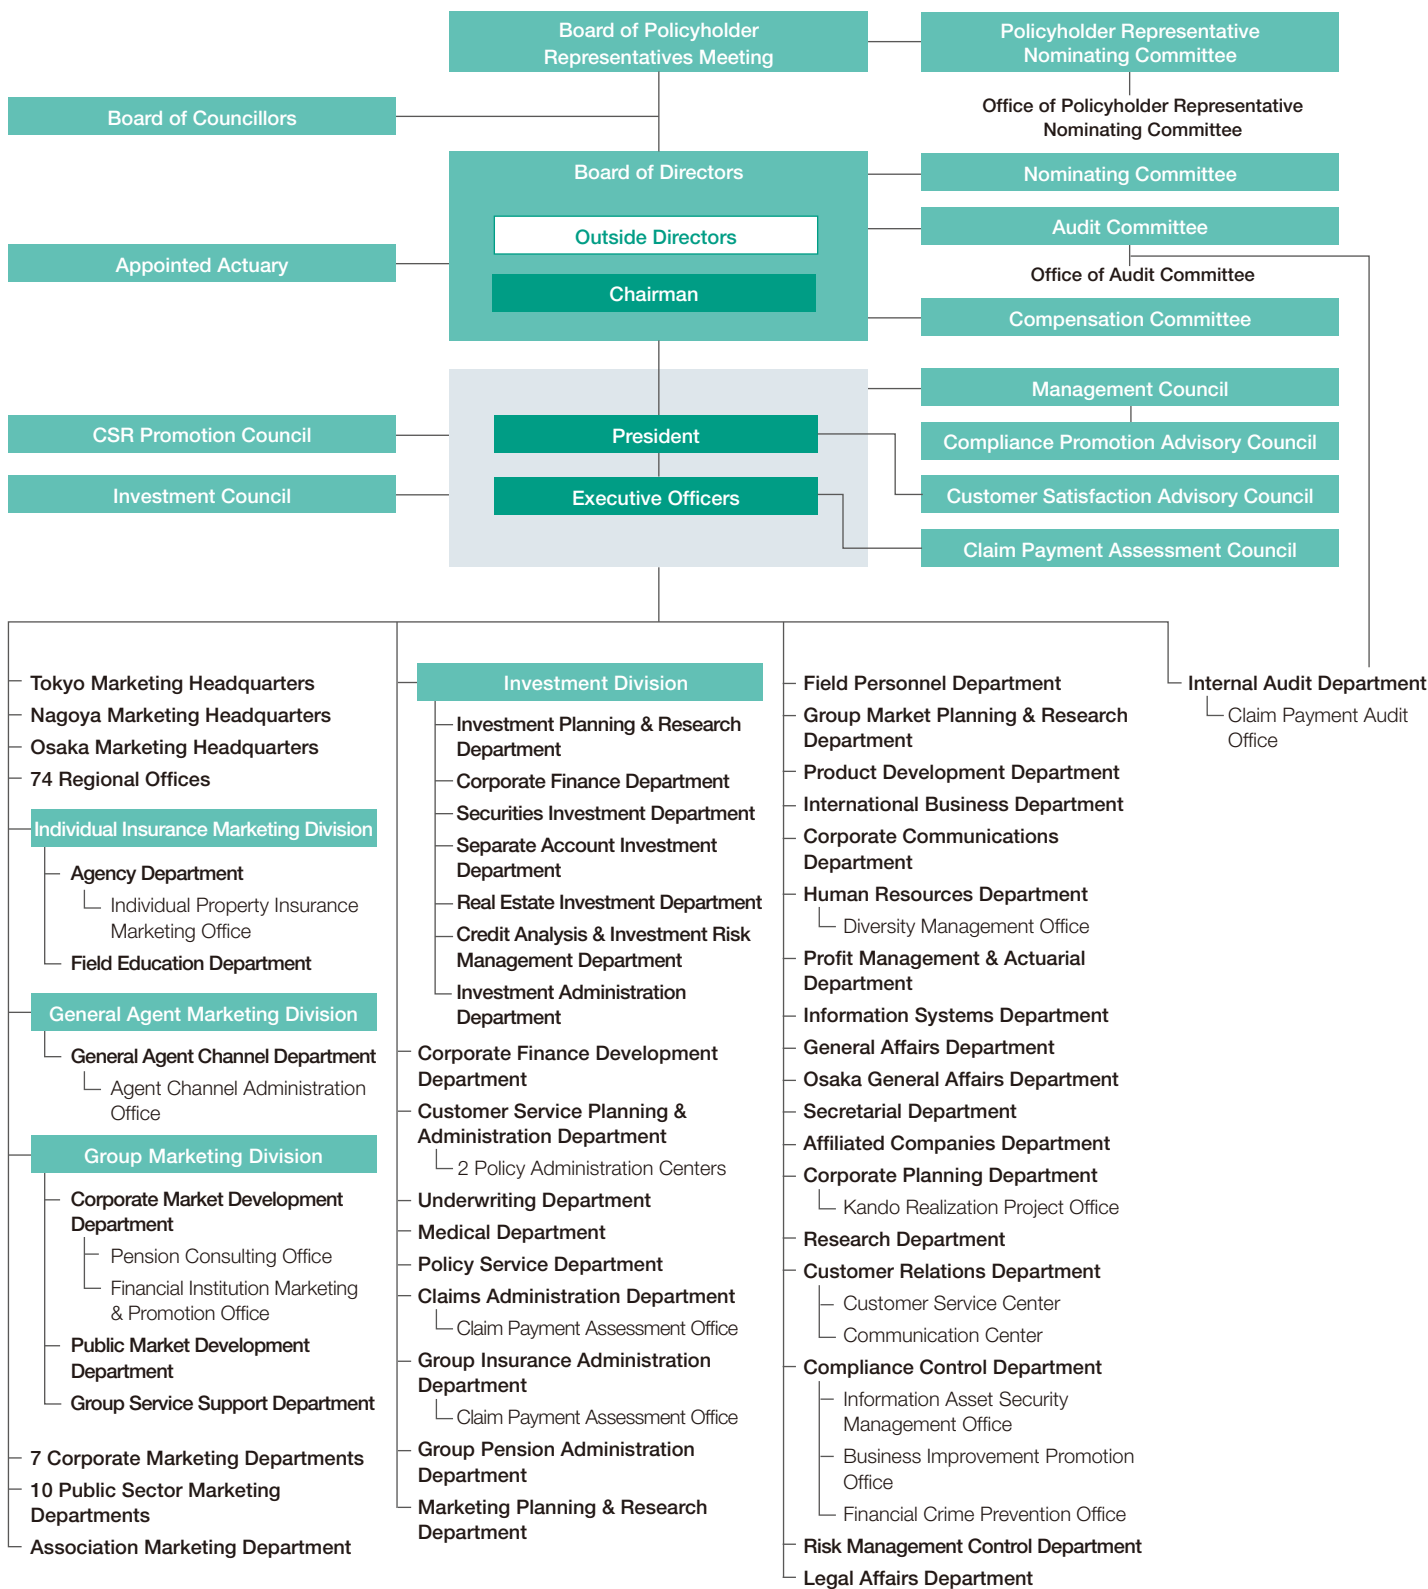 Board of Policyholder
Representatives Meeting
Policyholder Representative
Nominating Committee
Office of Policyholder Representative
Nominating Committee
Board of Councillors
Board of Directors
Outside Directors
Chairman
Appointed Actuary
Nominating Committee
Audit Committee
Office of Audit Committee
Compensation Committee
Management Council
Compliance Promotion Advisory Council
Customer Satisfaction Advisory Council
Claim Payment Assessment Council
CSR Promotion Council
Investment Council
President
Executive Officers
Tokyo Marketing Headquarters
Nagoya Marketing Headquarters
Osaka Marketing Headquarters
74 Regional Offices
Individual Insurance Marketing Division
Agency Department
Individual Property Insurance
Marketing Office
Field Education Department
General Agent Marketing Division
General Agent Channel Department
Agent Channel Administration
Office
Group Marketing Division
Corporate Market Development
Department
Pension Consulting Office
Financial Institution Marketing
& Promotion Office
Public Market Development
Department
Group Service Support Department
7 Corporate Marketing Departments
10 Public Sector Marketing
Departments
Association Marketing Department
Investment Division
Investment Planning & Research
Department
Corporate Finance Department
Securities Investment Department
Separate Account Investment
Department
Real Estate Investment Department
Credit Analysis & Investment Risk
Management Department
Investment Administration
Department
Corporate Finance Development
Department
Customer Service Planning &
Administration Department
2 Policy Administration Centers
Underwriting Department
Medical Department
Policy Service Department
Claims Administration Department
Claim Payment Assessment Office
Group Insurance Administration
Department
Claim Payment Assessment Office
Group Pension Administration
Department
Marketing Planning & Research
Department
Field Personnel Department
Group Market Planning & Research
Department
Product Development Department
International Business Department
Corporate Communications
Department
Human Resources Department
Diversity Management Office
Profit Management & Actuarial
Department
Information Systems Department
General Affairs Department
Osaka General Affairs Department
Secretarial Department
Affiliated Companies Department
Corporate Planning Department
Kando Realization Project Office
Research Department
Customer Relations Department
Customer Service Center
Communication Center
Compliance Control Department
Information Asset Security
Management Office
Business Improvement Promotion
Office
Financial Crime Prevention Office
Risk Management Control Department
Legal Affairs Department
Internal Audit Department
Claim Payment Audit
Office